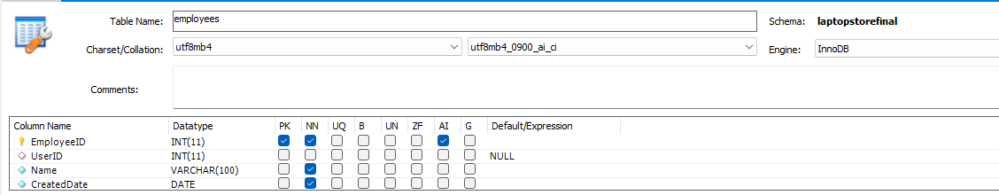 Table Name: employees Schema: laptopstorefinal
Charset/Collation: utf8mb4 utf8mb4_0900_ai_ci Engine: InnoDB
Comments:
Column Name Datatype PK NN UQ B UN ZF AI G Default/Expression
EmployeeID INT(11)
UserID INT(11) NULL
Name VARCHAR(100)
CreatedDate DATE